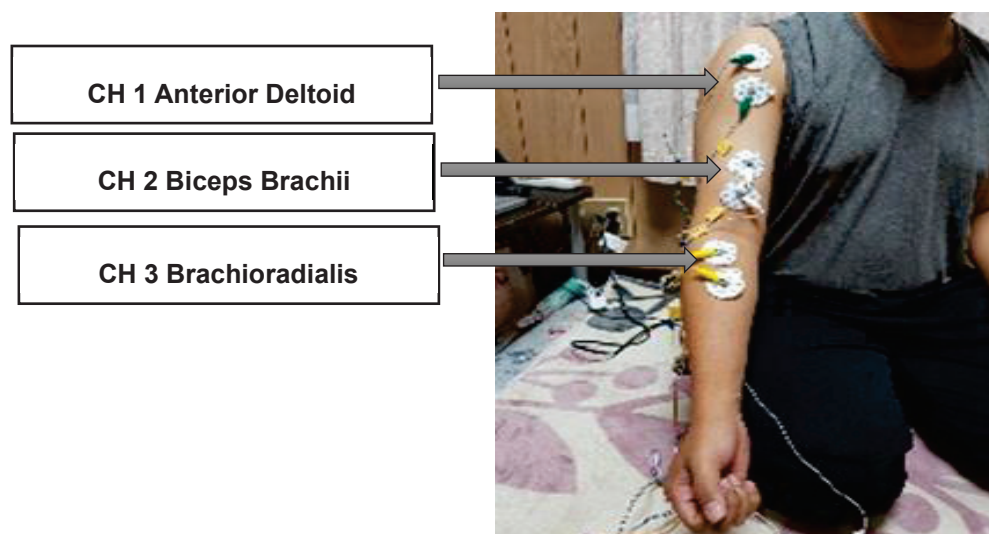 CH 1 Anterior Deltoid
CH 2 Biceps Brachii
CH 3 Brachioradialis